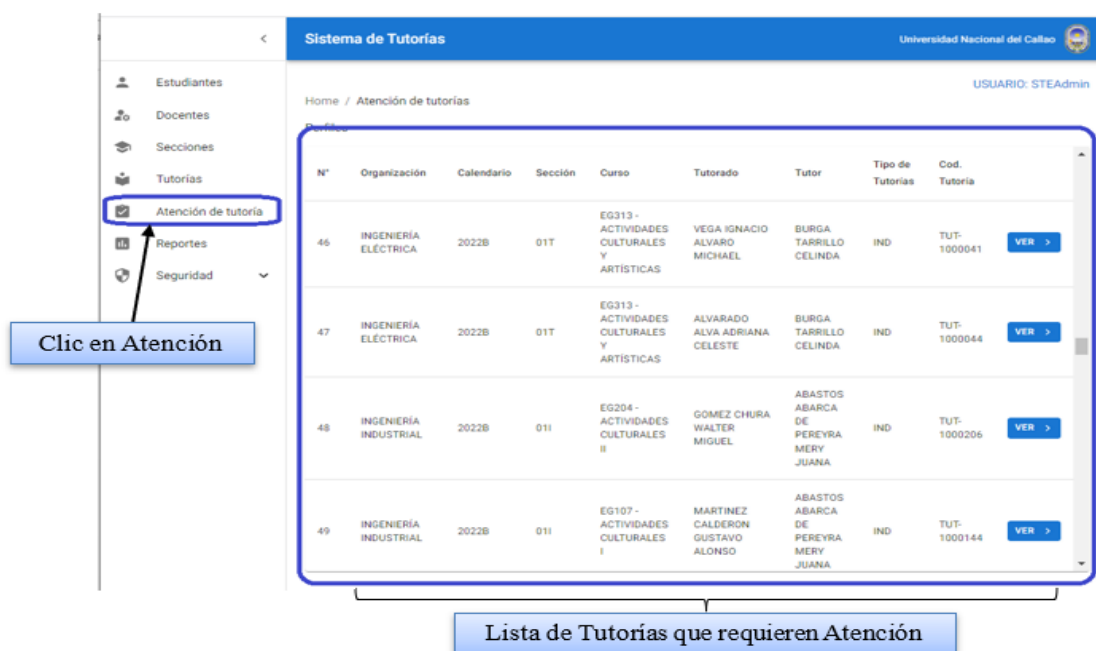 Sistema de Tutorías
Universidad Nacional del Callao
USUARIO: STEAdmin
Estudiantes
Docentes
Secciones
Tutorías
Atención de tutoría
Reportes
Seguridad
Clic en Atención
Home / Atención de tutorías
N° Organización Calendario Sección Curso Tutorado Tutor Tipo de Tutorías Cod. Tutoria
46
INGENIERÍA
ELÉCTRICA
2022B
01T
EG313 -
ACTIVIDADES
CULTURALES
Y
ARTÍSTICAS
VEGA IGNACIO
ALVARO
MICHAEL
BURGA
TARRILLO
CELINDA
IND
TUT-
1000041
VER >
47
INGENIERÍA
ELÉCTRICA
2022B
01T
EG313 -
ACTIVIDADES
CULTURALES
Y
ARTÍSTICAS
ALVARADO
ALVA ADRIANA
CELESTE
BURGA
TARRILLO
CELINDA
IND
TUT-
1000044
VER >
48
INGENIERÍA
INDUSTRIAL
2022B
01I
EG204 -
ACTIVIDADES
CULTURALES
II
GOMEZ CHURA
WALTER
MIGUEL
ABASTOS
ABARCA
DE
PEREYRA
MERY
JUANA
IND
TUT-
1000206
VER >
49
INGENIERÍA
INDUSTRIAL
2022B
01I
EG107 -
ACTIVIDADES
CULTURALES
I
MARTINEZ
CALDERON
GUSTAVO
ALONSO
ABASTOS
ABARCA
DE
PEREYRA
MERY
JUANA
IND
TUT-
1000144
VER >
Lista de Tutorías que requieren Atención